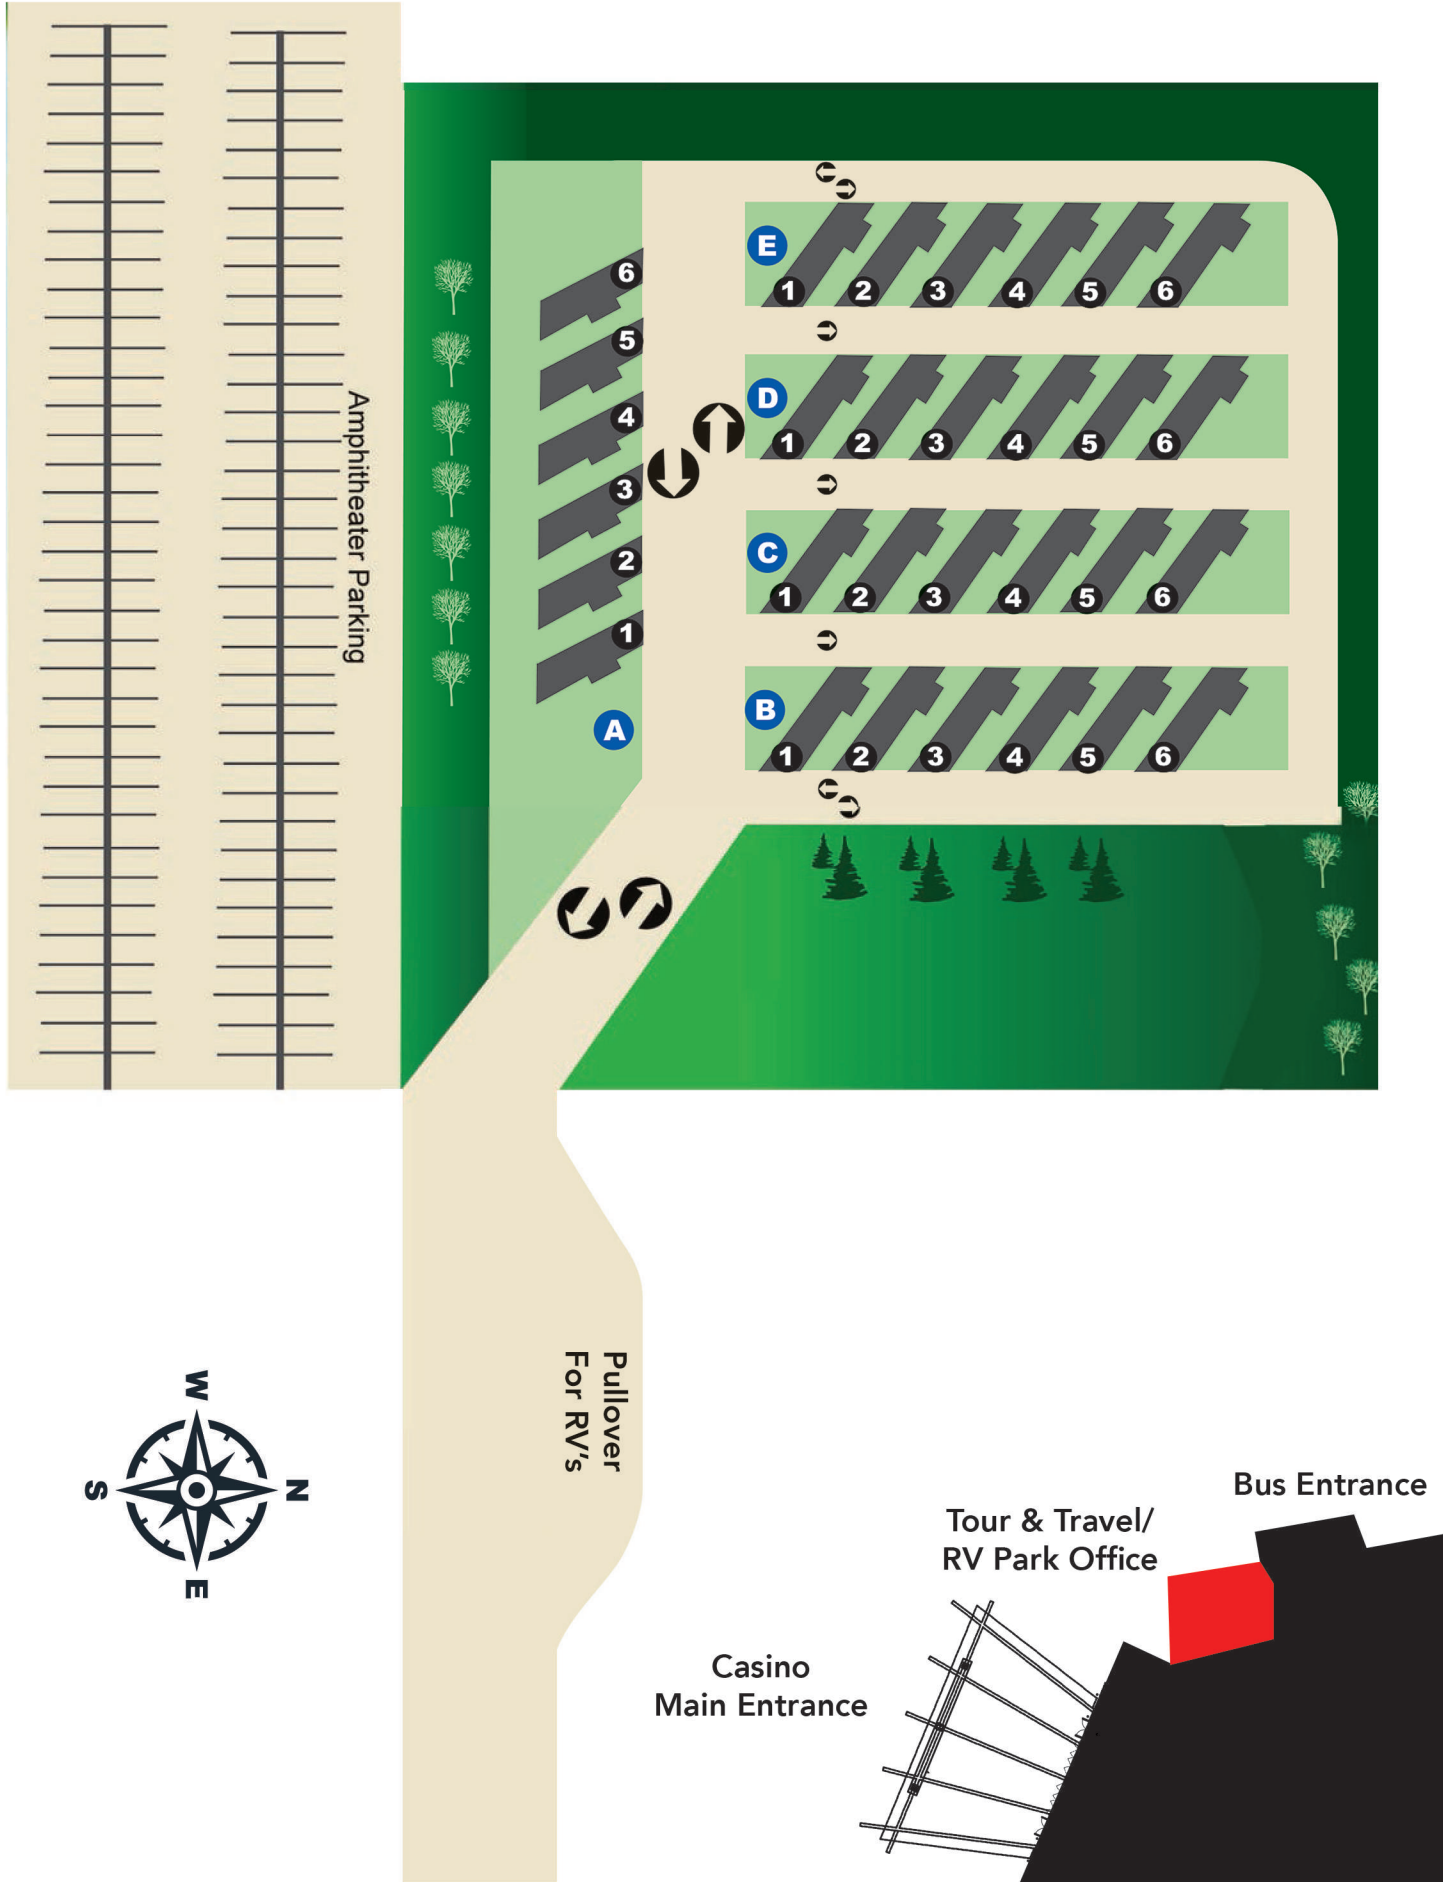 E
1 2 3 4 5 6
D
1 2 3 4 5 6
C
1 2 3 4 5 6
B
1 2 3 4 5 6
6
5
4
3
2
1
A
Amphitheater Parking
Pullover
For RV's
W
N
S
E
Bus Entrance
Tour & Travel/
RV Park Office
Casino
Main Entrance